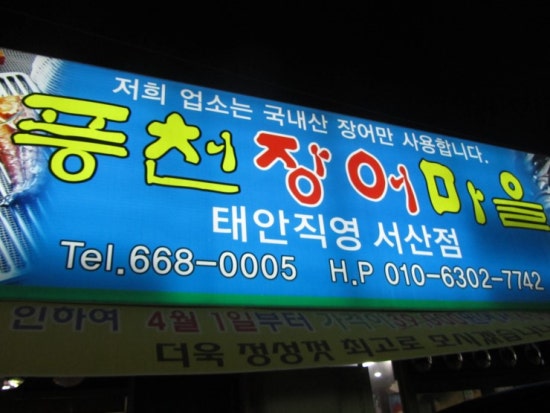 저희 업소는 국내산 장어만 사용합니다.
풍천장어마을
태안직영 서산점
Tel.668-0005 H.P 010-6302-7742
인하여 4월 1일부터
더욱 정성껏 최고로 모시겠습니다